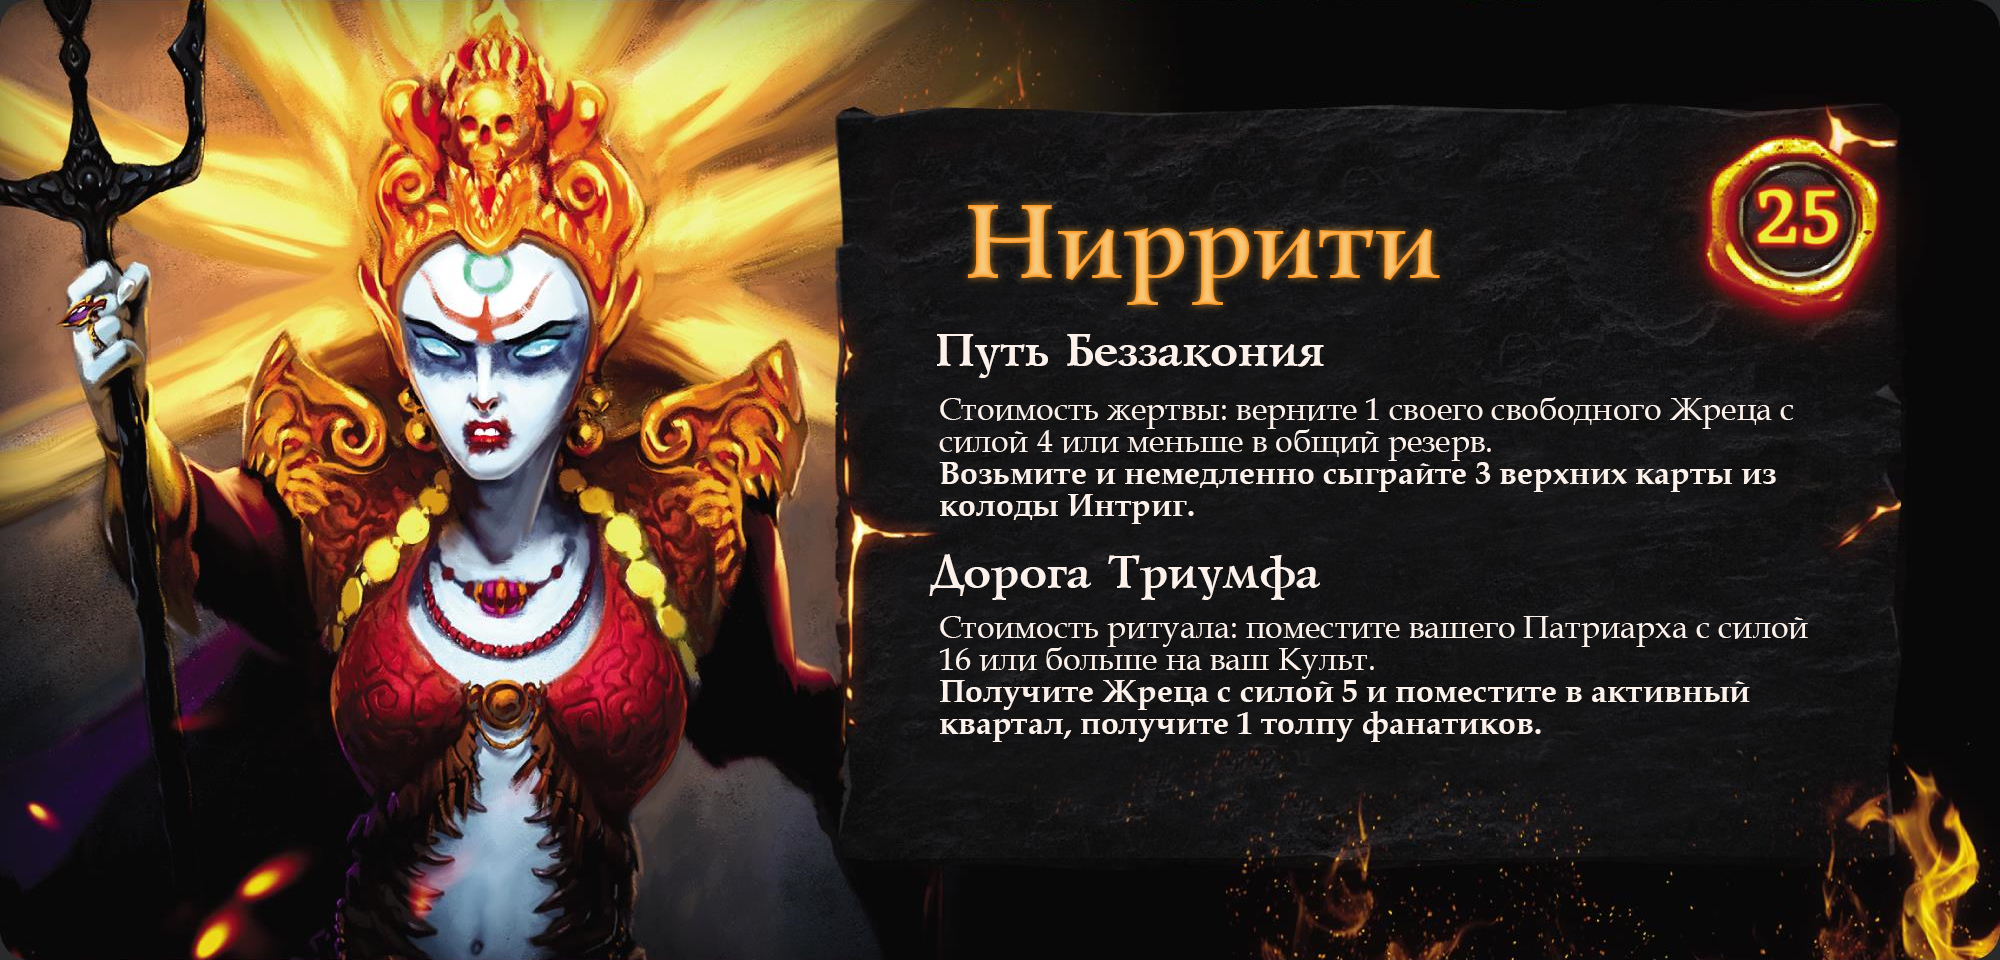 Ниррити
25
Путь Беззакония
Стоимость жертвы: верните 1 своего свободного Жреца с
силой 4 или меньше в общий резерв.
Возьмите и немедленно сыграйте 3 верхних карты из
колоды Интриг.
Дорога Триумфа
Стоимость ритуала: поместите вашего Патриарха с силой
16 или больше на ваш Культ.
Получите Жреца с силой 5 и поместите в активный
квартал, получите 1 толпу фанатиков.